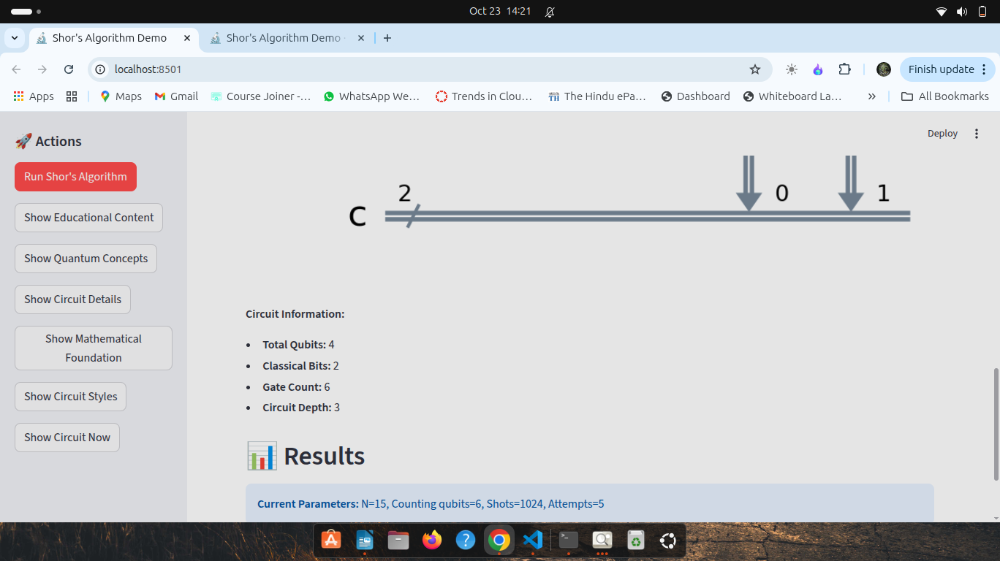 Oct 23 14:21
Shor's Algorithm Demo
Shor's Algorithm Demo
localhost:8501
Finish update
Apps
Maps
Gmail
Course Joiner -...
WhatsApp We...
Trends in Clou...
The Hindu ePa...
Dashboard
Whiteboard La...
All Bookmarks
🚀 Actions
Run Shor's Algorithm
Show Educational Content
Show Quantum Concepts
Show Circuit Details
Show Mathematical
Foundation
Show Circuit Styles
Show Circuit Now
Deploy
2
0
1
c
Circuit Information:
• Total Qubits: 4
• Classical Bits: 2
• Gate Count: 6
• Circuit Depth: 3
📊 Results
Current Parameters: N=15, Counting qubits=6, Shots=1024, Attempts=5